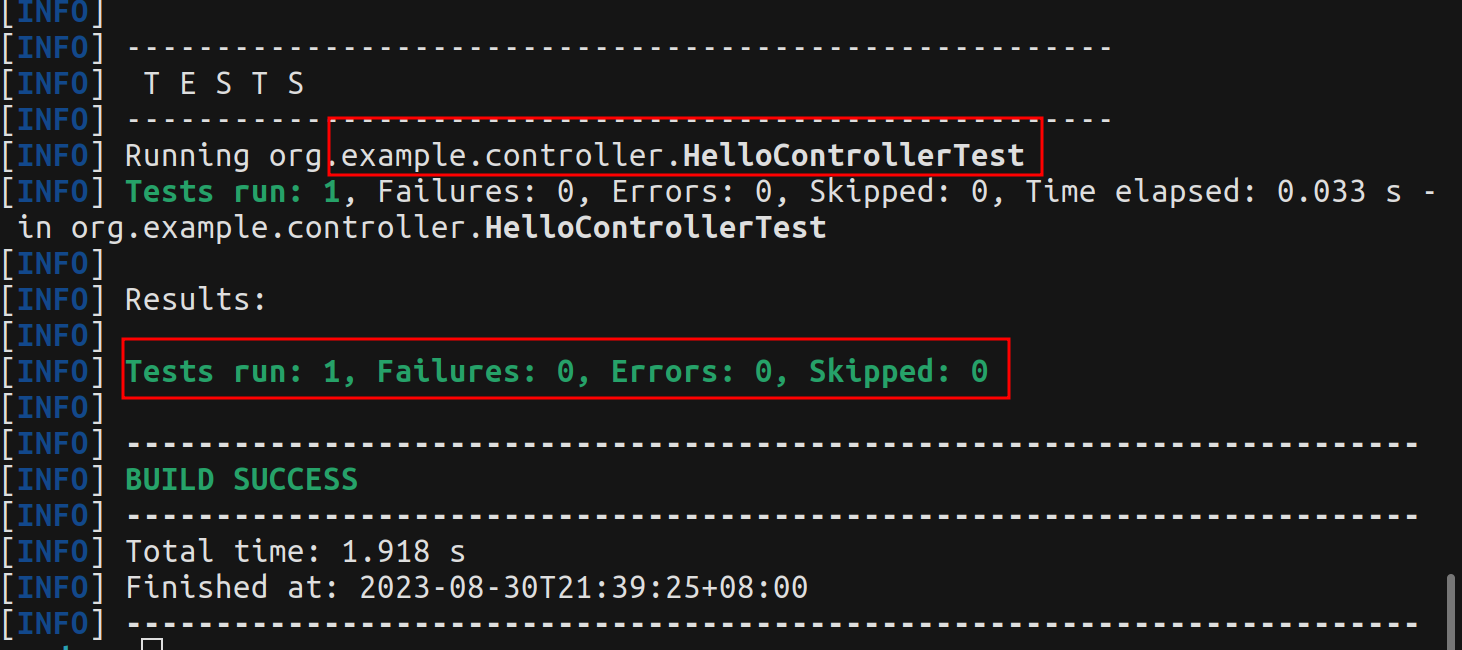 [INFO]
[INFO] -------------------------------------------------------
[INFO]  T E S T S
[INFO] -------------------------------------------------------
[INFO] Running org.example.controller.HelloControllerTest
[INFO] Tests run: 1, Failures: 0, Errors: 0, Skipped: 0, Time elapsed: 0.033 s -
 in org.example.controller.HelloControllerTest
[INFO]
[INFO] Results:
[INFO]
[INFO] Tests run: 1, Failures: 0, Errors: 0, Skipped: 0
[INFO]
[INFO] ------------------------------------------------------------------------
[INFO] BUILD SUCCESS
[INFO] ------------------------------------------------------------------------
[INFO] Total time: 1.918 s
[INFO] Finished at: 2023-08-30T21:39:25+08:00
[INFO] ------------------------------------------------------------------------